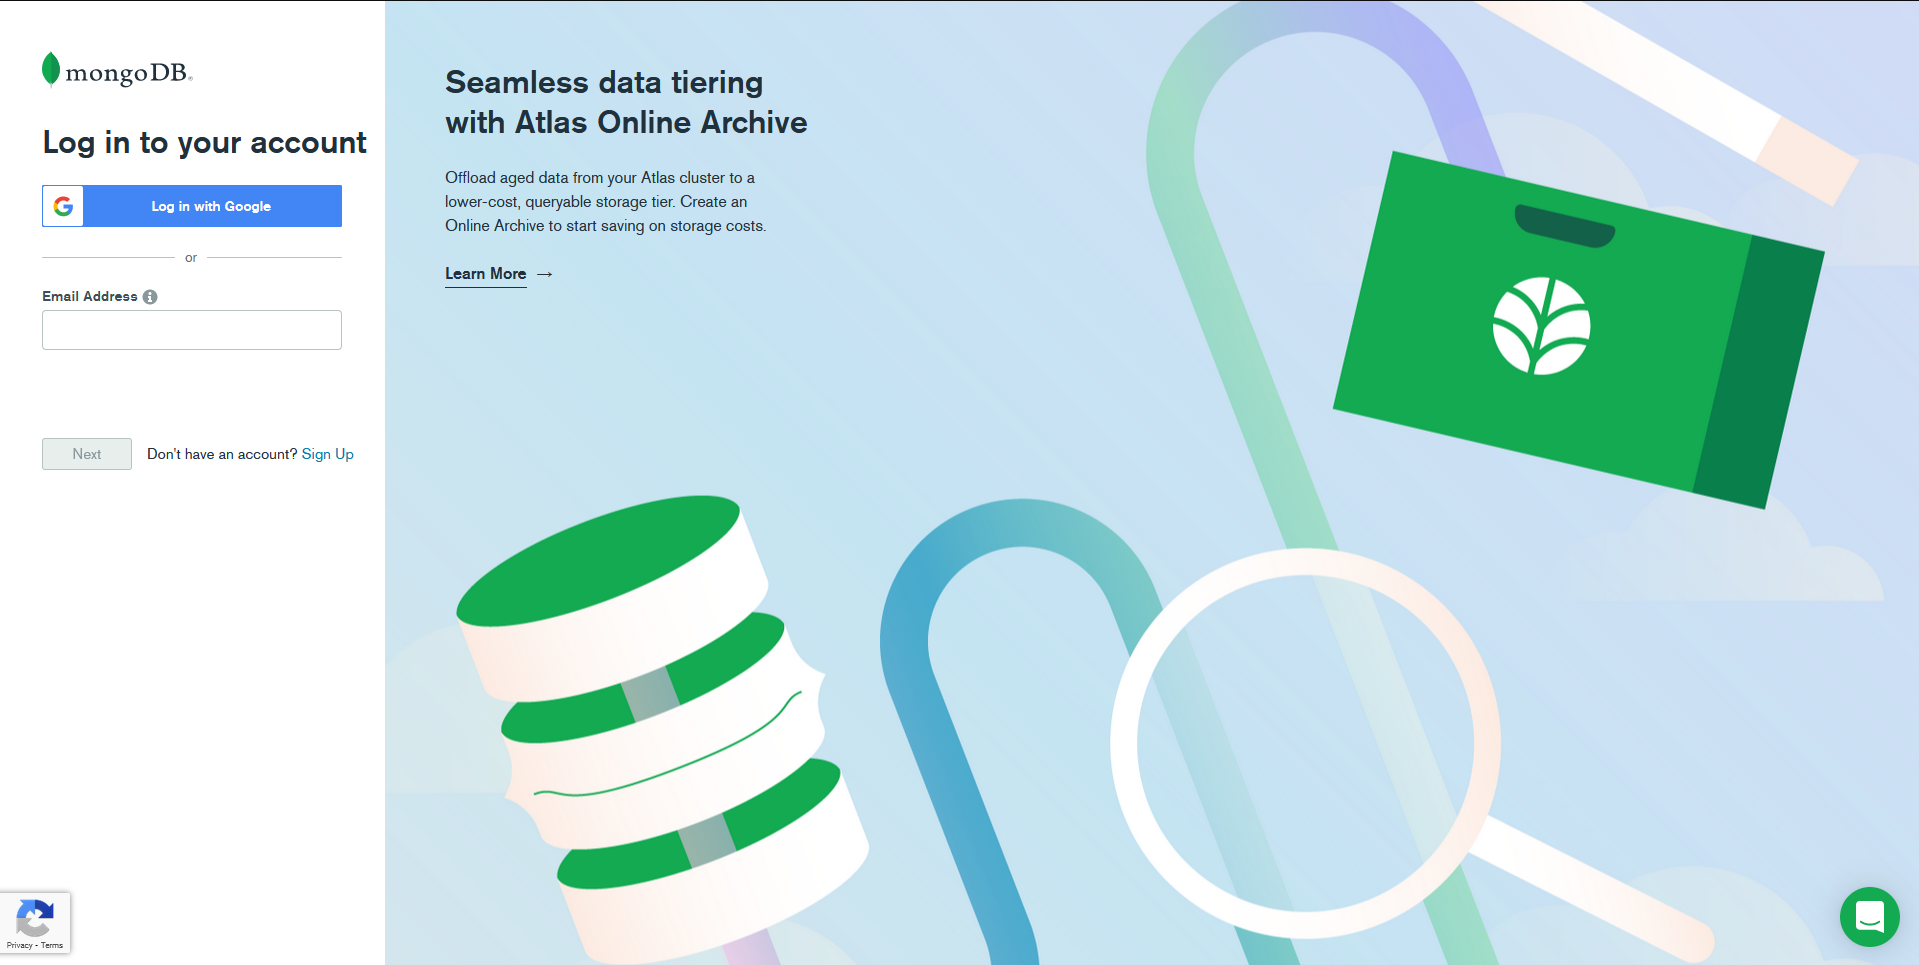 mongoDB®
Log in to your account
Log in with Google
or
Email Address
Next
Don't have an account? Sign Up
Privacy - Terms
Seamless data tiering
with Atlas Online Archive
Offload aged data from your Atlas cluster to a
lower-cost, queryable storage tier. Create an
Online Archive to start saving on storage costs.
Learn More →